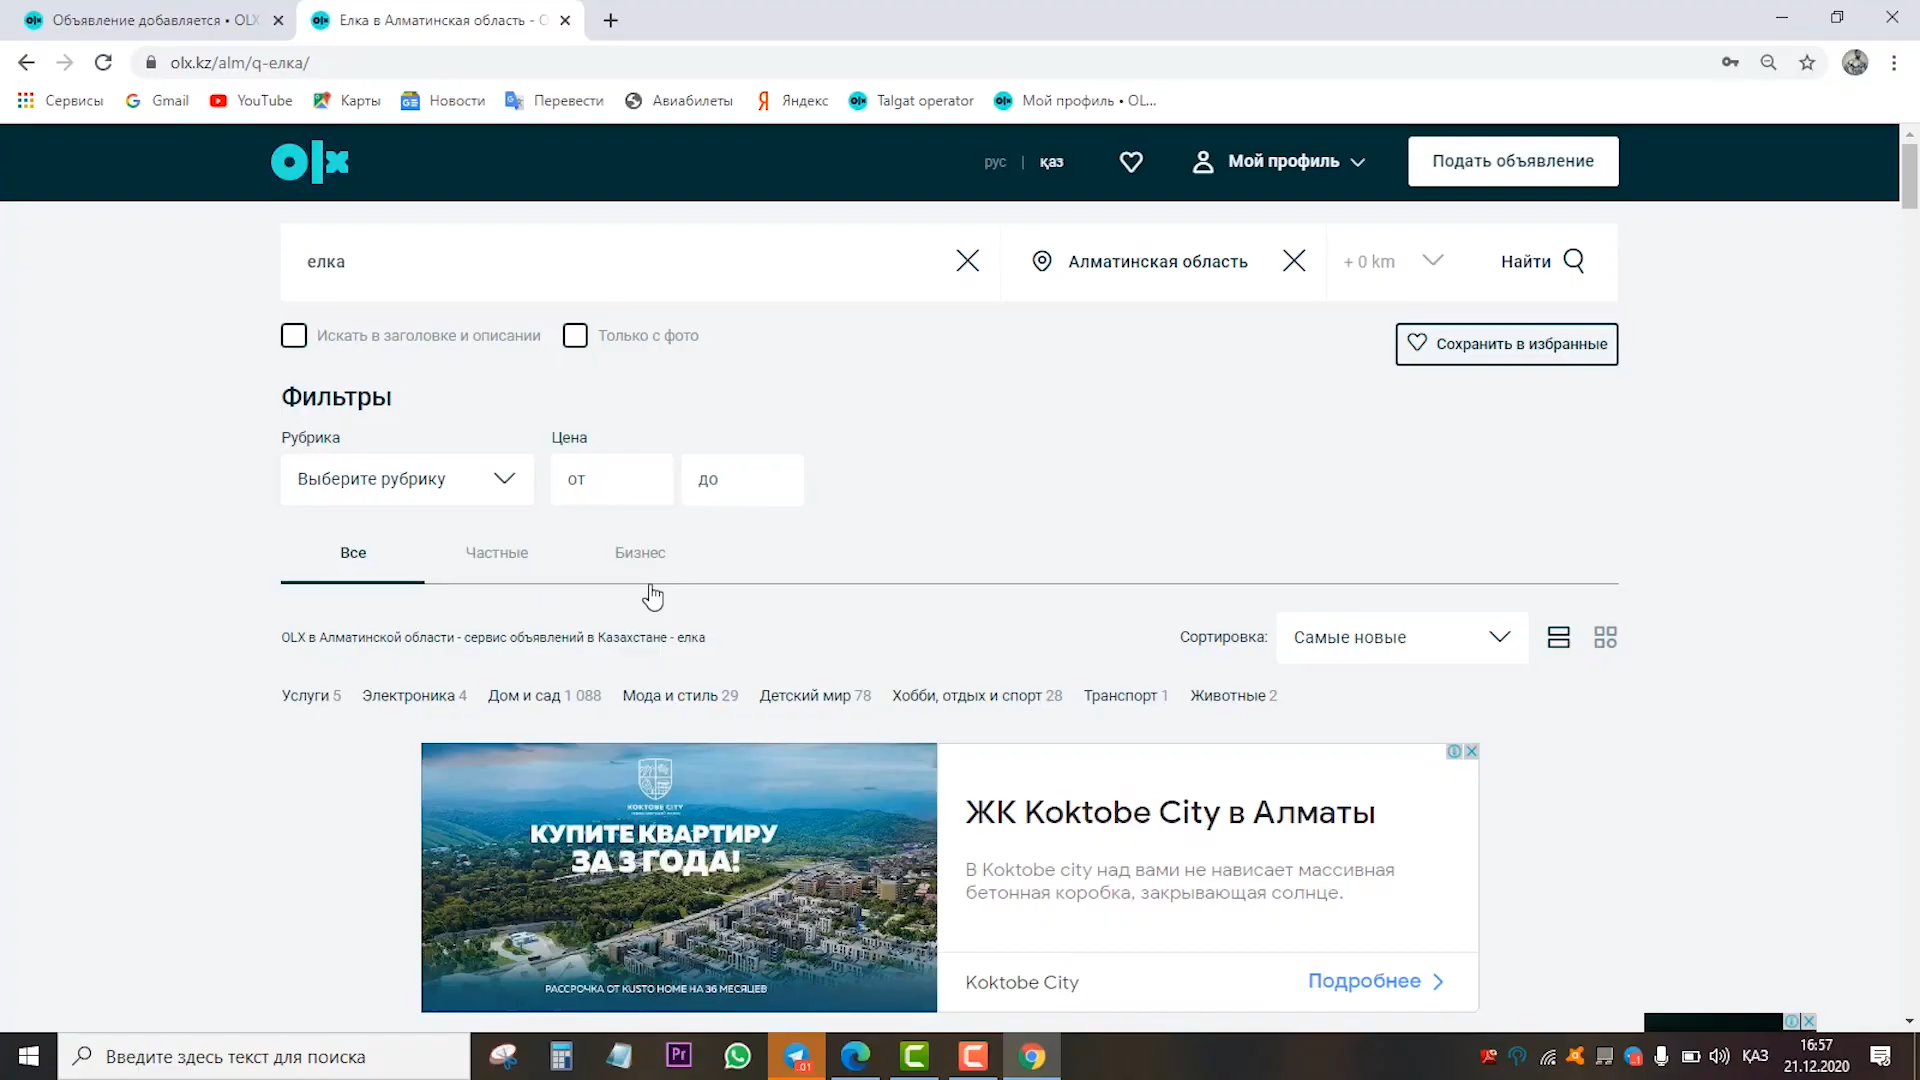 Объявление добавляется • OLX
Елка в Алматинская область - O
olx.kz/alm/q-елка/
Сервисы
Gmail
YouTube
Карты
Новости
Перевести
Авиабилеты
Яндекс
Talgat operator
Мой профиль • OL...
olx
рус | қаз
Мой профиль
Подать объявление
елка
Алматинская область
+ 0 km
Найти
Искать в заголовке и описании
Только с фото
Сохранить в избранные
Фильтры
Рубрика
Цена
Выберите рубрику
от
до
Все
Частные
Бизнес
OLX в Алматинской области - сервис объявлений в Казахстане - елка
Сортировка:
Самые новые
Услуги 5
Электроника 4
Дом и сад 1 088
Мода и стиль 29
Детский мир 78
Хобби, отдых и спорт 28
Транспорт 1
Животные 2
KOKTOBE CITY
КУПИТЕ КВАРТИРУ
ЗА 3 ГОДА!
РАССРОЧКА ОТ KUSTO HOME НА 36 МЕСЯЦЕВ
ЖК Koktobe City в Алматы
В Koktobe city над вами не нависает массивная
бетонная коробка, закрывающая солнце.
Koktobe City
Подробнее
Введите здесь текст для поиска
Pr
.01
ҚАЗ
16:57
21.12.2020